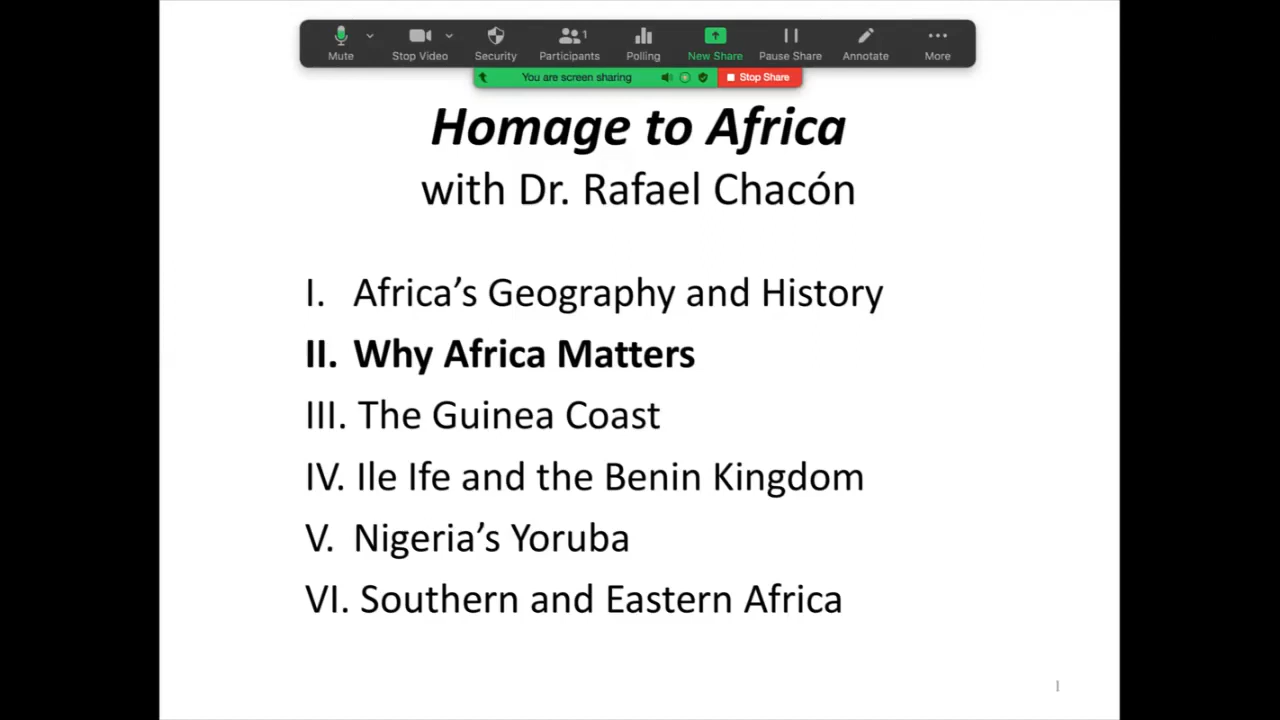 Mute Stop Video Security Participants 1 Polling New Share Pause Share Annotate More
You are screen sharing Stop Share
Homage to Africa
with Dr. Rafael Chacón
I. Africa’s Geography and History
II. Why Africa Matters
III. The Guinea Coast
IV. Ile Ife and the Benin Kingdom
V. Nigeria’s Yoruba
VI. Southern and Eastern Africa
1